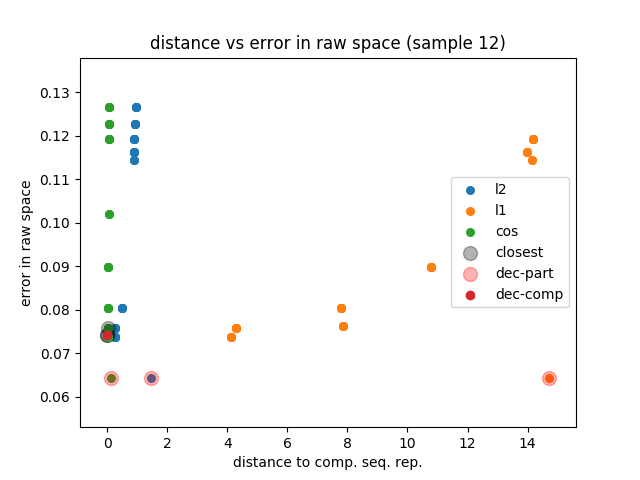 distance vs error in raw space (sample 12)
error in raw space
0.13
0.12
0.11
0.10
0.09
0.08
0.07
0.06
l2
l1
cos
closest
dec-part
dec-comp
0 2 4 6 8 10 12 14
distance to comp. seq. rep.